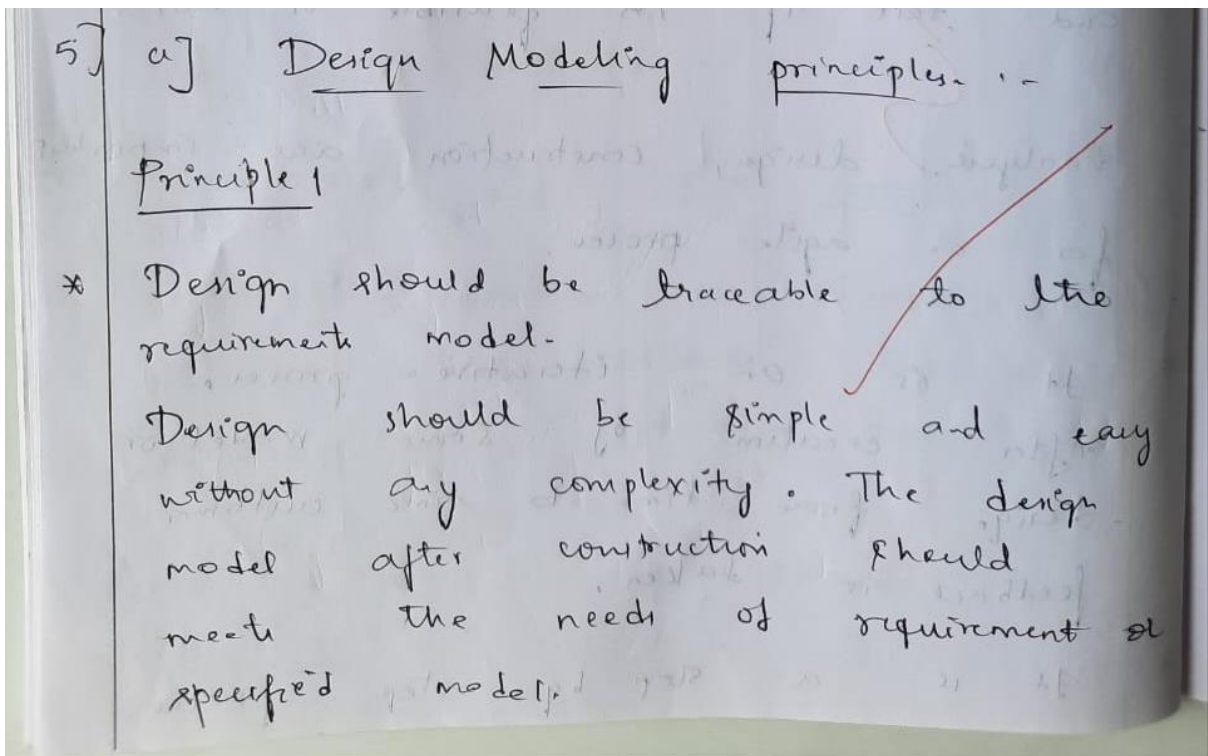 5] a] Design Modeling principles. :-
Principle 1
* Design should be traceable to the
requirements model.
Design should be simple and easy
without any complexity. The design
model after construction should
meets the needs of requirement or
specified model.